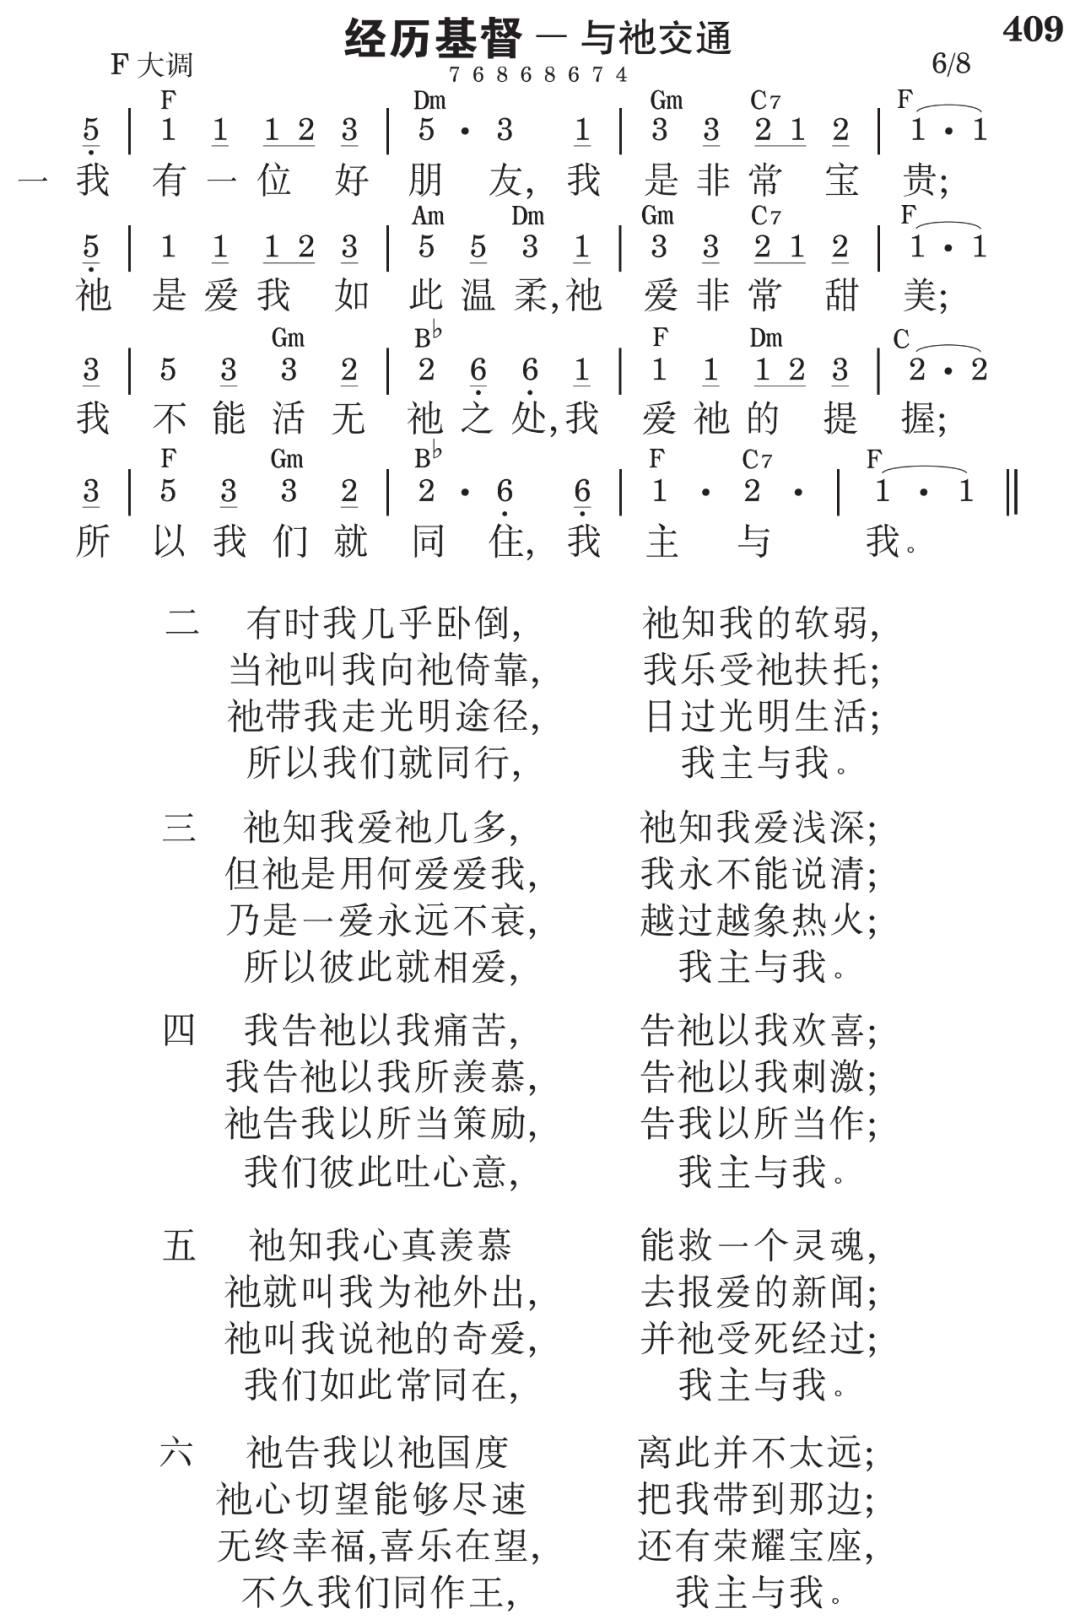 经历基督－与祂交通
409
F 大调
7 6 8 6 8 6 7 4
6/8
F Dm Gm C7 F
5 | 1 1 1 2 3 | 5 · 3 1 | 3 3 2 1 2 | 1 · 1
一 我 有 一 位 好 朋 友, 我 是 非 常 宝 贵;
Am Dm Gm C7 F
5 | 1 1 1 2 3 | 5 5 3 1 | 3 3 2 1 2 | 1 · 1
祂 是 爱 我 如 此 温 柔, 祂 爱 非 常 甜 美;
Gm B♭ F Dm C
3 | 5 3 3 2 | 2 6 6 1 | 1 1 1 2 3 | 2 · 2
我 不 能 活 无 祂 之 处, 我 爱 祂 的 提 握;
F Gm B♭ F C7 F
3 | 5 3 3 2 | 2 · 6 6 | 1 · 2 · | 1 · 1 ‖
所 以 我 们 就 同 住, 我 主 与 我。
二 有时我几乎卧倒, 祂知我的软弱,
当祂叫我向祂倚靠, 我乐受祂扶托;
祂带我走光明途径, 日过光明生活;
所以我们就同行, 我主与我。
三 祂知我爱祂几多, 祂知我爱浅深;
但祂是用何爱爱我, 我永不能说清;
乃是一爱永远不衰, 越过越象热火;
所以彼此就相爱, 我主与我。
四 我告祂以我痛苦, 告祂以我欢喜;
我告祂以我所羡慕, 告祂以我刺激;
祂告我以所当策励, 告我以所当作;
我们彼此吐心意, 我主与我。
五 祂知我心真羡慕 能救一个灵魂,
祂就叫我为祂外出, 去报爱的新闻;
祂叫我说祂的奇爱, 并祂受死经过;
我们如此常同在, 我主与我。
六 祂告我以祂国度 离此并不太远;
祂心切望能够尽速 把我带到那边;
无终幸福,喜乐在望, 还有荣耀宝座,
不久我们同作王, 我主与我。